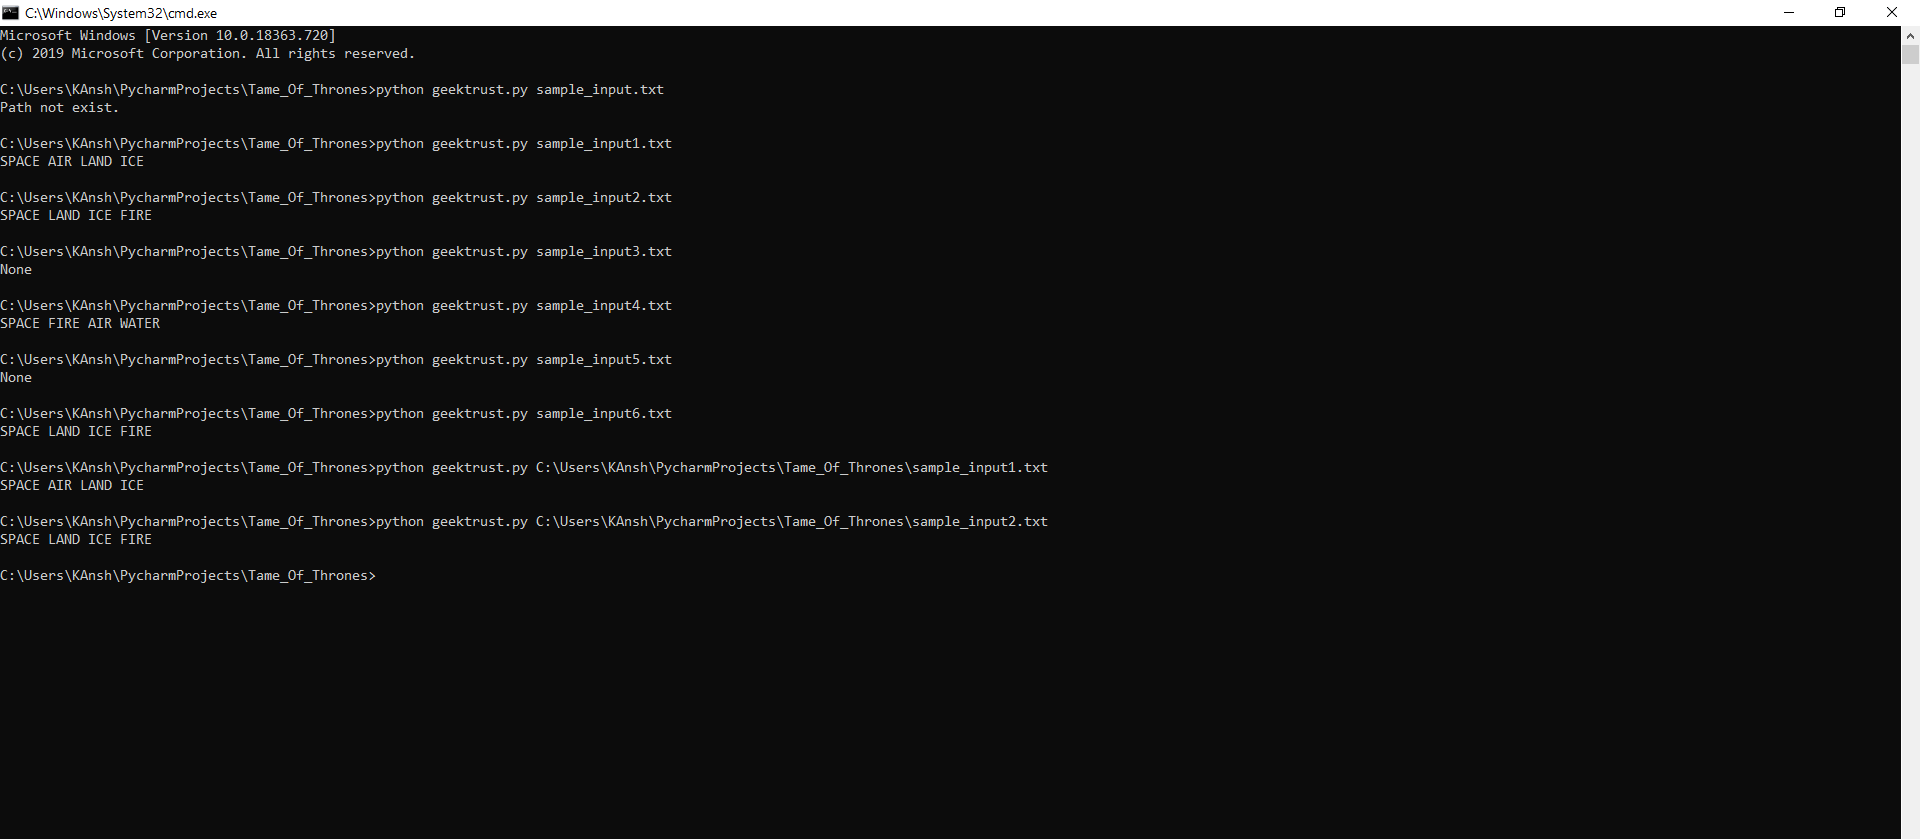 C:\Windows\System32\cmd.exe
Microsoft Windows [Version 10.0.18363.720]
(c) 2019 Microsoft Corporation. All rights reserved.
C:\Users\KAnsh\PycharmProjects\Tame_Of_Thrones>python geektrust.py sample_input.txt
Path not exist.
C:\Users\KAnsh\PycharmProjects\Tame_Of_Thrones>python geektrust.py sample_input1.txt
SPACE AIR LAND ICE
C:\Users\KAnsh\PycharmProjects\Tame_Of_Thrones>python geektrust.py sample_input2.txt
SPACE LAND ICE FIRE
C:\Users\KAnsh\PycharmProjects\Tame_Of_Thrones>python geektrust.py sample_input3.txt
None
C:\Users\KAnsh\PycharmProjects\Tame_Of_Thrones>python geektrust.py sample_input4.txt
SPACE FIRE AIR WATER
C:\Users\KAnsh\PycharmProjects\Tame_Of_Thrones>python geektrust.py sample_input5.txt
None
C:\Users\KAnsh\PycharmProjects\Tame_Of_Thrones>python geektrust.py sample_input6.txt
SPACE LAND ICE FIRE
C:\Users\KAnsh\PycharmProjects\Tame_Of_Thrones>python geektrust.py C:\Users\KAnsh\PycharmProjects\Tame_Of_Thrones\sample_input1.txt
SPACE AIR LAND ICE
C:\Users\KAnsh\PycharmProjects\Tame_Of_Thrones>python geektrust.py C:\Users\KAnsh\PycharmProjects\Tame_Of_Thrones\sample_input2.txt
SPACE LAND ICE FIRE
C:\Users\KAnsh\PycharmProjects\Tame_Of_Thrones>